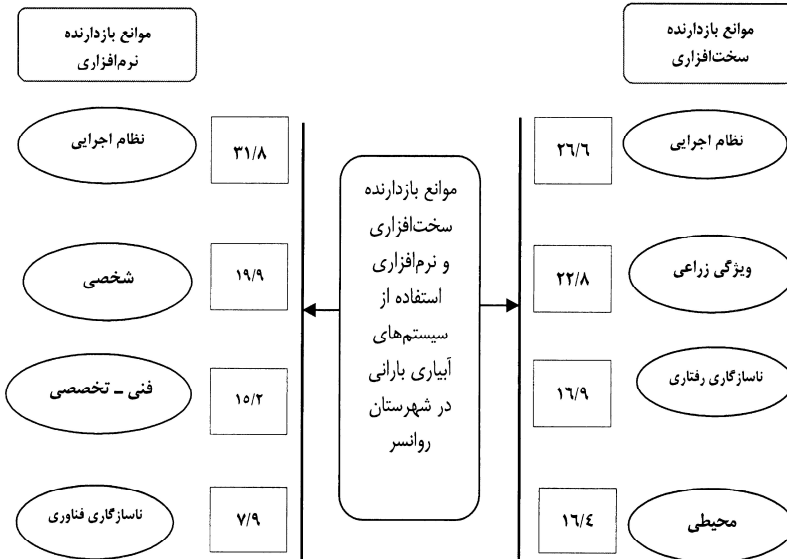 موانع بازدارنده
سخت‌افزاری
نظام اجرایی
۲۶/۶
ویژگی زراعی
۲۲/۸
ناسازگاری رفتاری
۱۶/۹
محیطی
۱۶/٤
موانع بازدارنده
سخت‌افزاری
و نرم‌افزاری
استفاده از
سیستم‌های
آبیاری بارانی
در شهرستان
روانسر
موانع بازدارنده
نرم‌افزاری
۳۱/۸
نظام اجرایی
۱۹/۹
شخصی
۱۵/۲
فنی ـ تخصصی
۷/۹
ناسازگاری فناوری